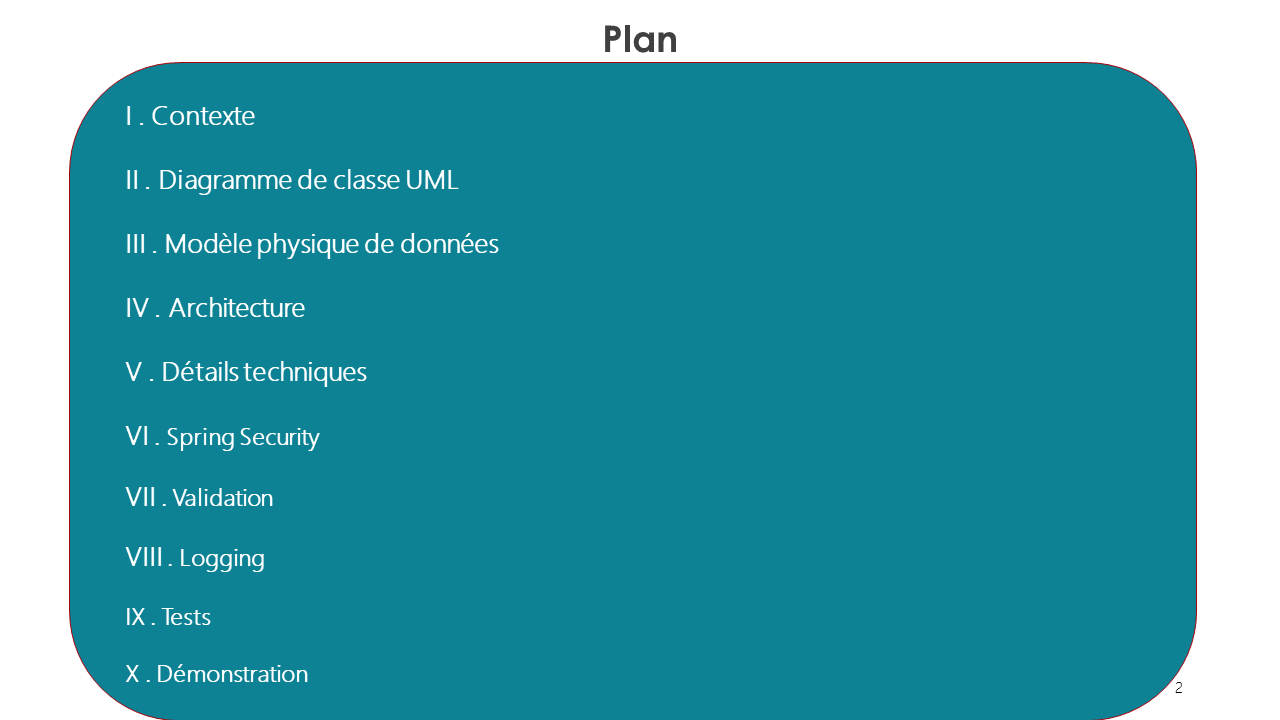 Plan
I . Contexte
II . Diagramme de classe UML
III . Modèle physique de données
IV . Architecture
V . Détails techniques
VI . Spring Security
VII . Validation
VIII . Logging
IX . Tests
X . Démonstration
2